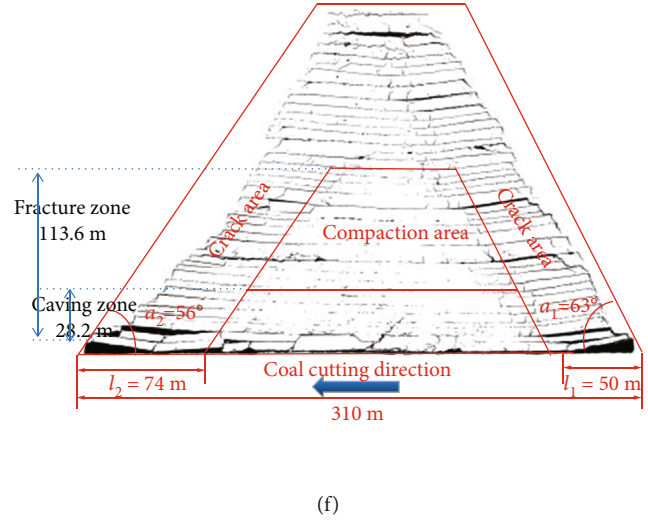 Fracture zone
113.6 m
Crack area
Compaction area
Crack area
Caving zone
28.2 m
a₂=56°
a₁=63°
Coal cutting direction
l₂ = 74 m
l₁ = 50 m
310 m
(f)